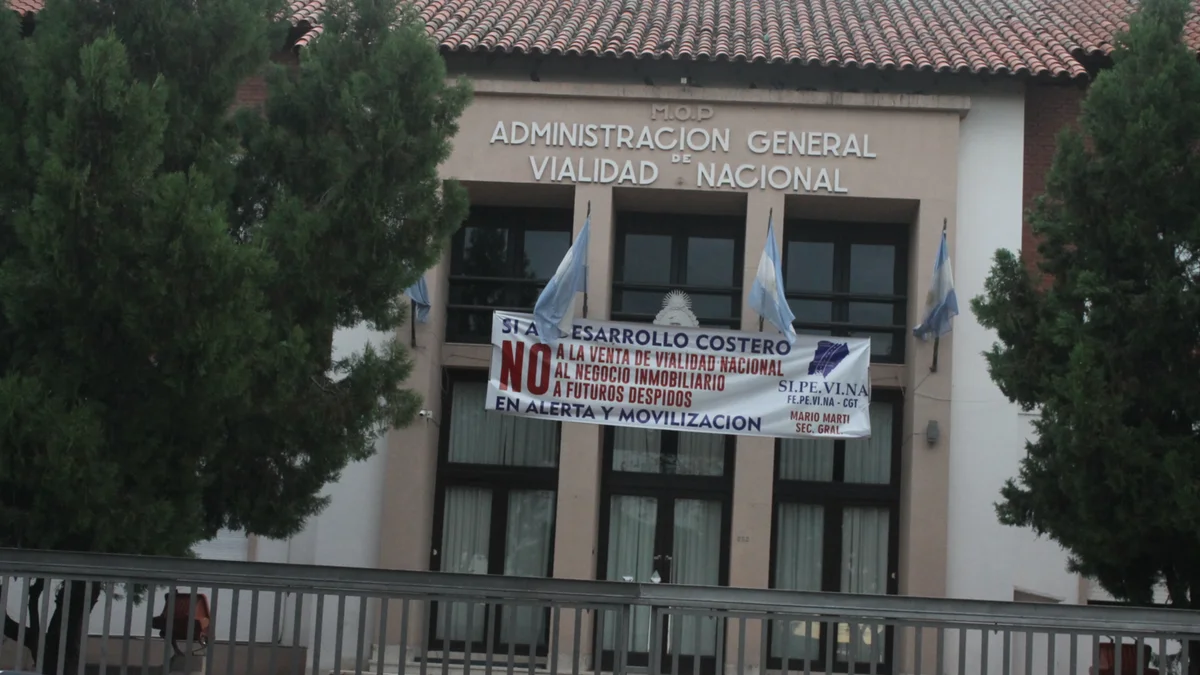 M.O.P
ADMINISTRACION GENERAL
DE
VIALIDAD NACIONAL
SI A DESARROLLO COSTERO
NO A LA VENTA DE VIALIDAD NACIONAL
AL NEGOCIO INMOBILIARIO
A FUTUROS DESPIDOS
EN ALERTA Y MOVILIZACION
SI.PE.VI.NA
FE.PE.VI.NA - CGT
MARIO MARTI
SEC. GRAL.